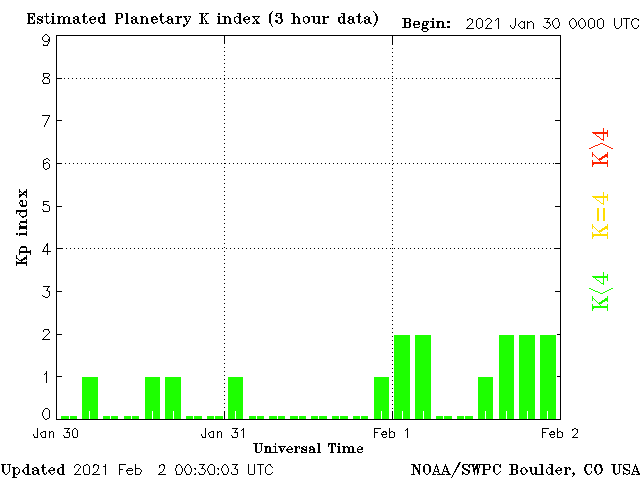 Estimated Planetary K index (3 hour data) Begin: 2021 Jan 30 0000 UTC
9
8
7
6
5
4
3
2
1
0
Kp index
Jan 30 Jan 31 Feb 1 Feb 2
Universal Time
K>4
K=4
K<4
Updated 2021 Feb 2 00:30:03 UTC NOAA/SWPC Boulder, CO USA